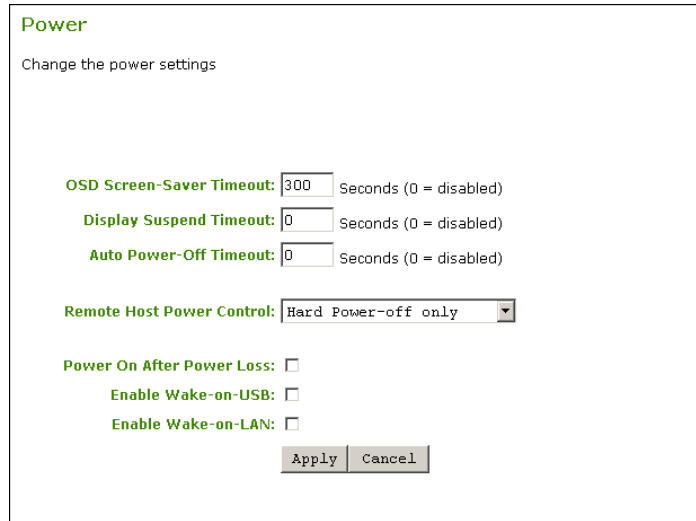 Power
Change the power settings
OSD Screen-Saver Timeout: 300 Seconds (0 = disabled)
Display Suspend Timeout: 0 Seconds (0 = disabled)
Auto Power-Off Timeout: 0 Seconds (0 = disabled)
Remote Host Power Control: Hard Power-off only
Power On After Power Loss:
Enable Wake-on-USB:
Enable Wake-on-LAN:
Apply Cancel